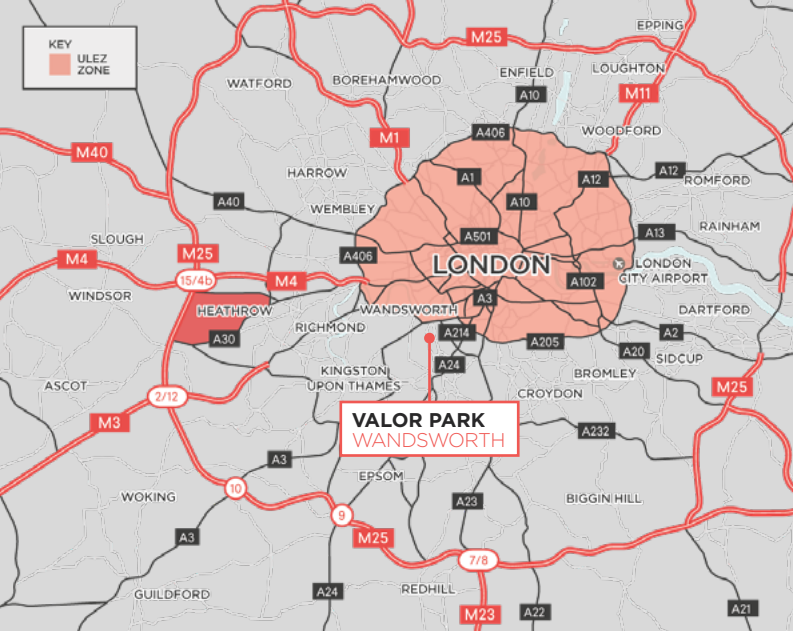 EPPING
M25
KEY
ULEZ
ZONE
ENFIELD
LOUGHTON
WATFORD
BOREHAMWOOD
A10
M11
M1
A406
WOODFORD
M40
HARROW
A1
A12
A12
ROMFORD
A40
WEMBLEY
A10
RAINHAM
SLOUGH
M25
A406
A501
A13
M4
LONDON
LONDON
CITY AIRPORT
15/4b
M4
A102
WINDSOR
HEATHROW
WANDSWORTH
A3
DARTFORD
RICHMOND
A214
A2
A30
A205
A20
SIDCUP
KINGSTON
UPON THAMES
A24
BROMLEY
ASCOT
2/12
CROYDON
M25
M3
VALOR PARK
WANDSWORTH
A232
A3
EPSOM
10
WOKING
A23
BIGGIN HILL
9
A3
M25
7/8
GUILDFORD
A24
REDHILL
M23
A22
A21